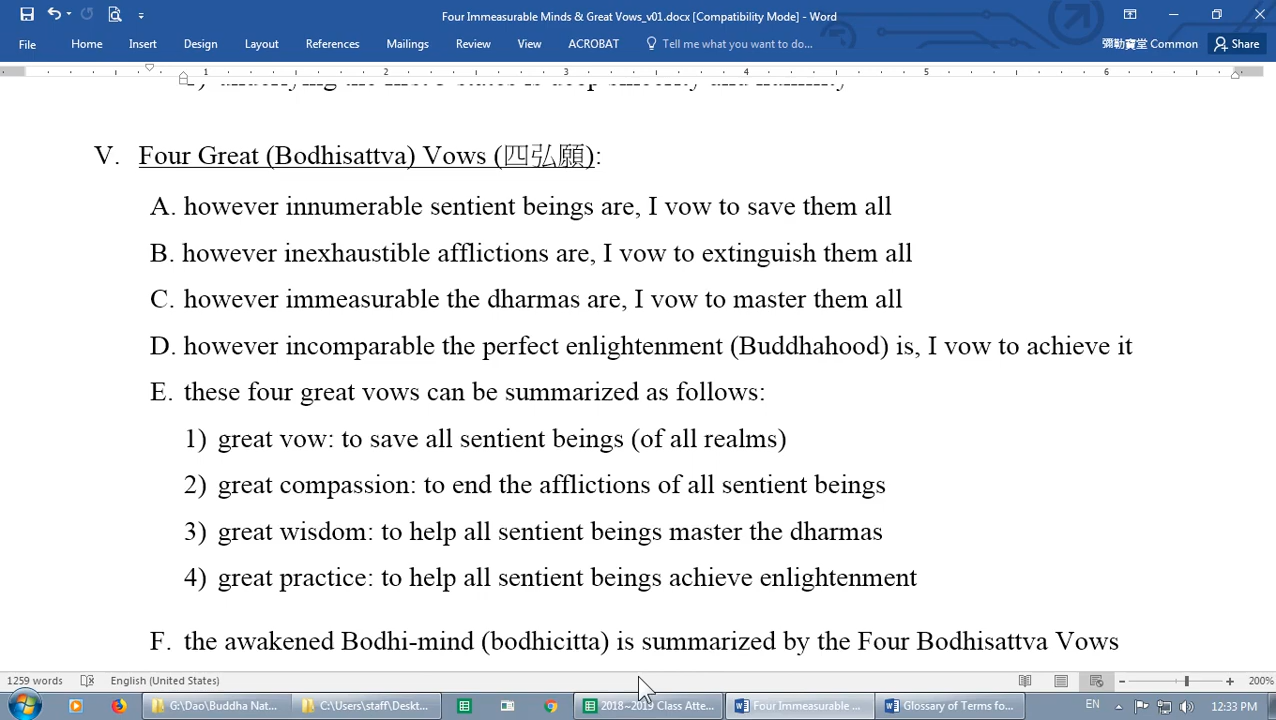 Four Immeasurable Minds & Great Vows_v01.docx [Compatibility Mode] - Word
File Home Insert Design Layout References Mailings Review View ACROBAT Tell me what you want to do... 彌勒寶堂 Common Share
1 2 3 4 5 6
V. Four Great (Bodhisattva) Vows (四弘願):
A. however innumerable sentient beings are, I vow to save them all
B. however inexhaustible afflictions are, I vow to extinguish them all
C. however immeasurable the dharmas are, I vow to master them all
D. however incomparable the perfect enlightenment (Buddhahood) is, I vow to achieve it
E. these four great vows can be summarized as follows:
1) great vow: to save all sentient beings (of all realms)
2) great compassion: to end the afflictions of all sentient beings
3) great wisdom: to help all sentient beings master the dharmas
4) great practice: to help all sentient beings achieve enlightenment
F. the awakened Bodhi-mind (bodhicitta) is summarized by the Four Bodhisattva Vows
1259 words English (United States) 200%
G:\Dao\Buddha Nat... C:\Users\staff\Deskt... 2018~2019 Class Atte... Four Immeasurable ... Glossary of Terms fo... EN 12:33 PM